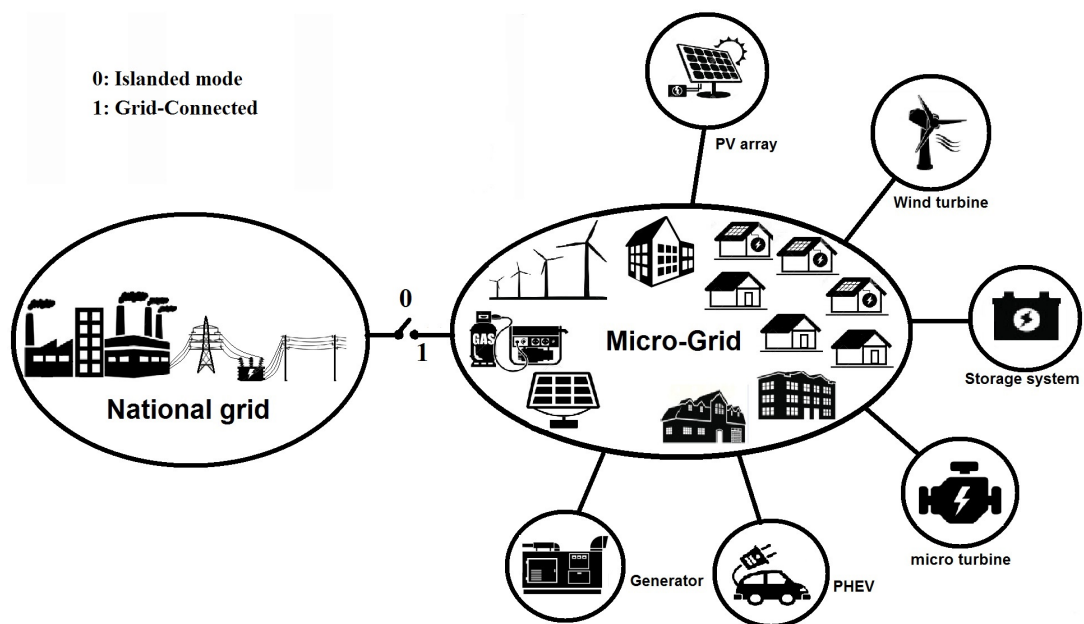 0: Islanded mode
1: Grid-Connected
PV array
Wind turbine
0
1
National grid
GAS
Micro-Grid
Storage system
micro turbine
Generator
PHEV